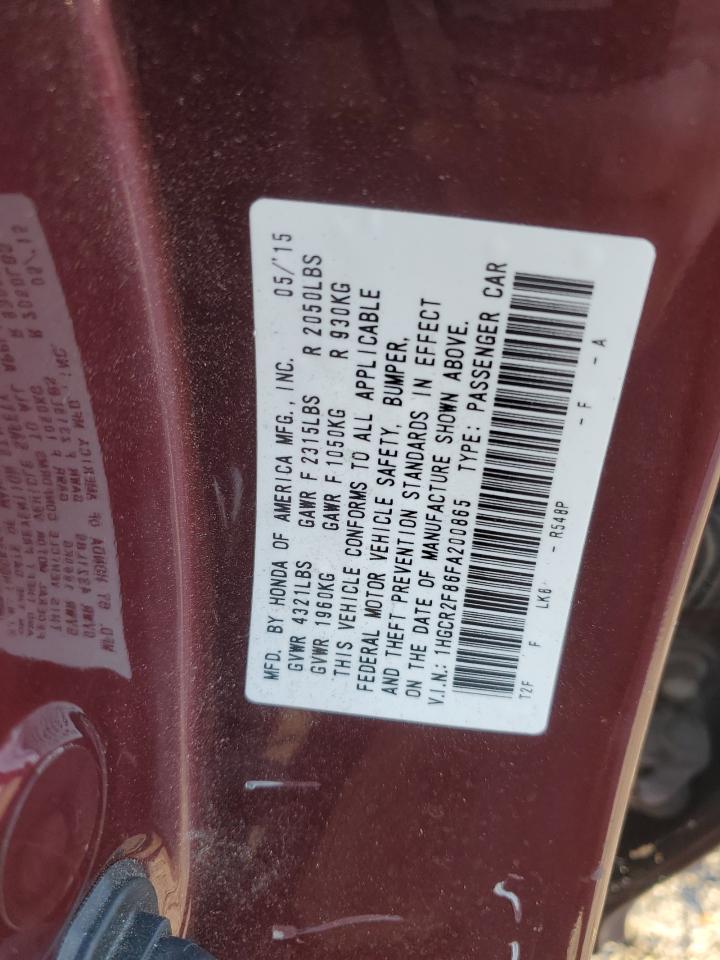 MFD. BY HONDA OF AMERICA MFG., INC. 05/'15
GVWR 4321LBS GAWR F 2315LBS R 2050LBS
GVWR 1960KG GAWR F 1050KG R 930KG
THIS VEHICLE CONFORMS TO ALL APPLICABLE
FEDERAL MOTOR VEHICLE SAFETY, BUMPER,
AND THEFT PREVENTION STANDARDS IN EFFECT
ON THE DATE OF MANUFACTURE SHOWN ABOVE.
V.I.N.: 1HGCR2F86FA200865 TYPE: PASSENGER CAR
T2F F LK8 - R548P - F - A